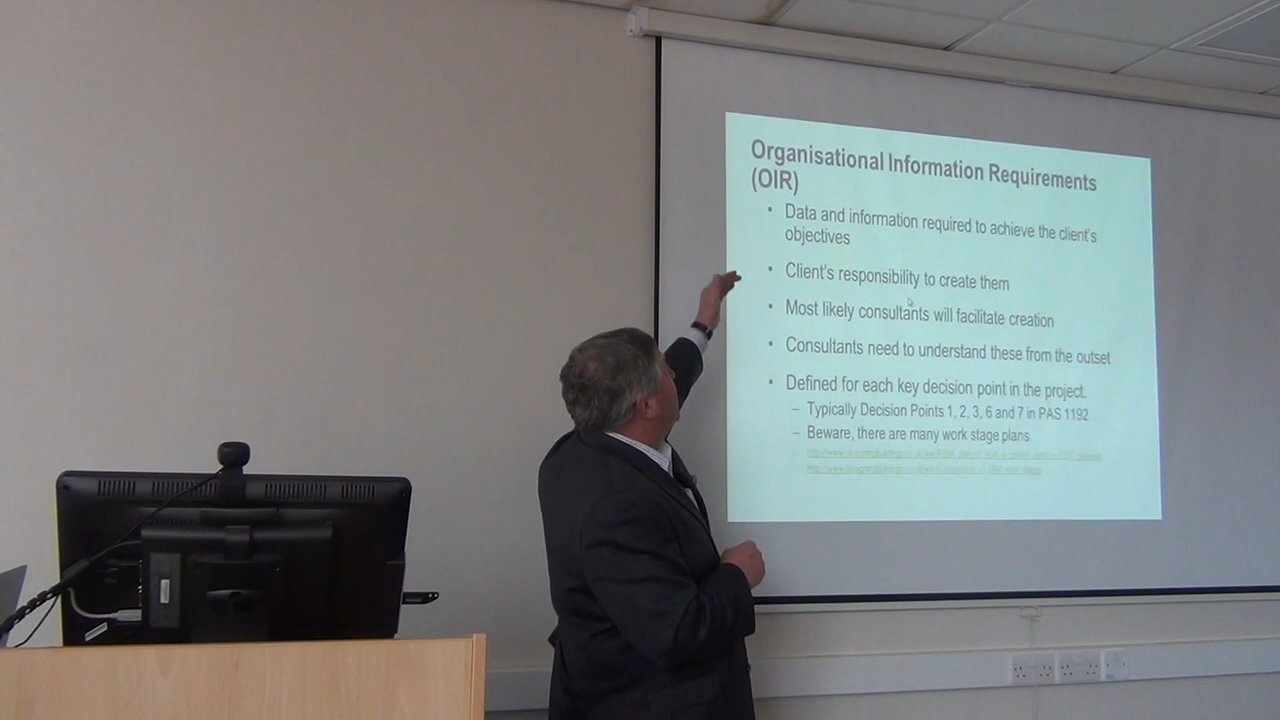 Organisational Information Requirements
(OIR)
• Data and information required to achieve the client's
objectives
• Client's responsibility to create them
• Most likely consultants will facilitate creation
• Consultants need to understand these from the outset
• Defined for each key decision point in the project.
– Typically Decision Points 1, 2, 3, 6 and 7 in PAS 1192
– Beware, there are many work stage plans